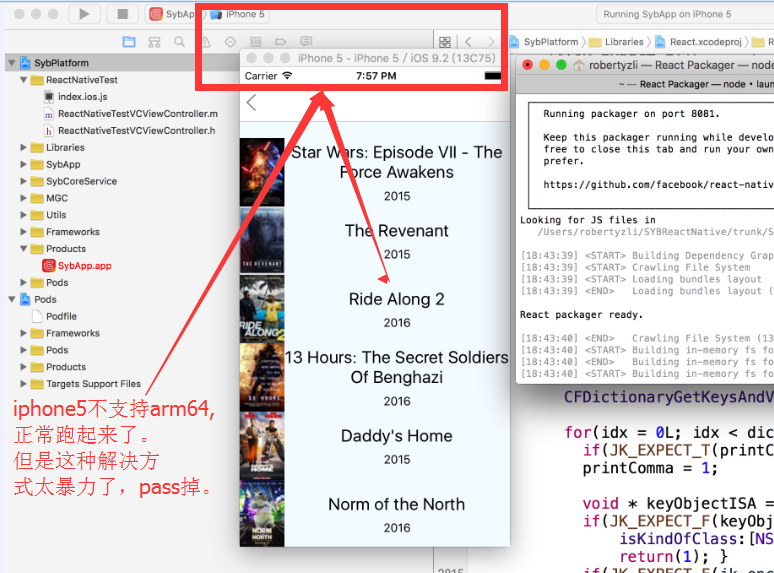 SybApp
iPhone 5
Running SybApp on iPhone 5
SybPlatform
ReactNativeTest
index.ios.js
ReactNativeTestVCViewController.m
ReactNativeTestVCViewController.h
Libraries
SybApp
SybCoreService
MGC
Utils
Frameworks
Products
SybApp.app
Pods
Pods
Podfile
Frameworks
Pods
Products
Targets Support Files
iphone5不支持arm64,
正常跑起来了。
但是这种解决方
式太暴力了，pass掉。
iPhone 5 - iPhone 5 / iOS 9.2 (13C75)
Carrier 7:57 PM
Star Wars: Episode VII - The
Force Awakens
2015
The Revenant
2015
Ride Along 2
2016
13 Hours: The Secret Soldiers
Of Benghazi
2016
Daddy's Home
2015
Norm of the North
2016
SybPlatform Libraries React.xcodeproj
robertyzli — React Packager — node
~ — React Packager — node ◂ laun
Running packager on port 8081.
Keep this packager running while develo
free to close this tab and run your own
prefer.
https://github.com/facebook/react-nativ
Looking for JS files in
/Users/robertyzli/SYBReactNative/trunk/S
[18:43:39] <START> Building Dependency Grap
[18:43:39] <START> Crawling File System
[18:43:39] <START> Loading bundles layout
[18:43:39] <END> Loading bundles layout (
React packager ready.
[18:43:40] <END> Crawling File System (13
[18:43:40] <START> Building in-memory fs fo
[18:43:40] <END> Building in-memory fs fo
[18:43:40] <START> Building in-memory fs fo
CFDictionaryGetKeysAndV
for(idx = 0L; idx < dic
if(JK_EXPECT_T(printC
printComma = 1;
void * keyObjectISA =
if(JK_EXPECT_F(keyObj
isKindOfClass:[NS
return(1); }